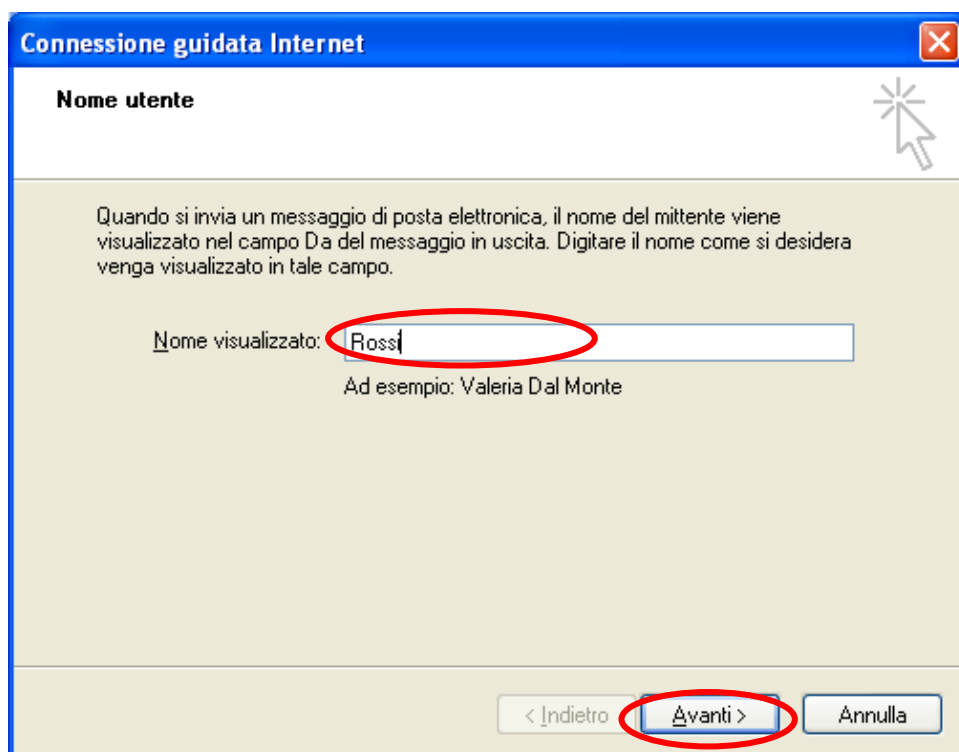 Connessione guidata Internet
Nome utente
Quando si invia un messaggio di posta elettronica, il nome del mittente viene
visualizzato nel campo Da del messaggio in uscita. Digitare il nome come si desidera
venga visualizzato in tale campo.
Nome visualizzato: Rossi
Ad esempio: Valeria Dal Monte
< Indietro Avanti > Annulla